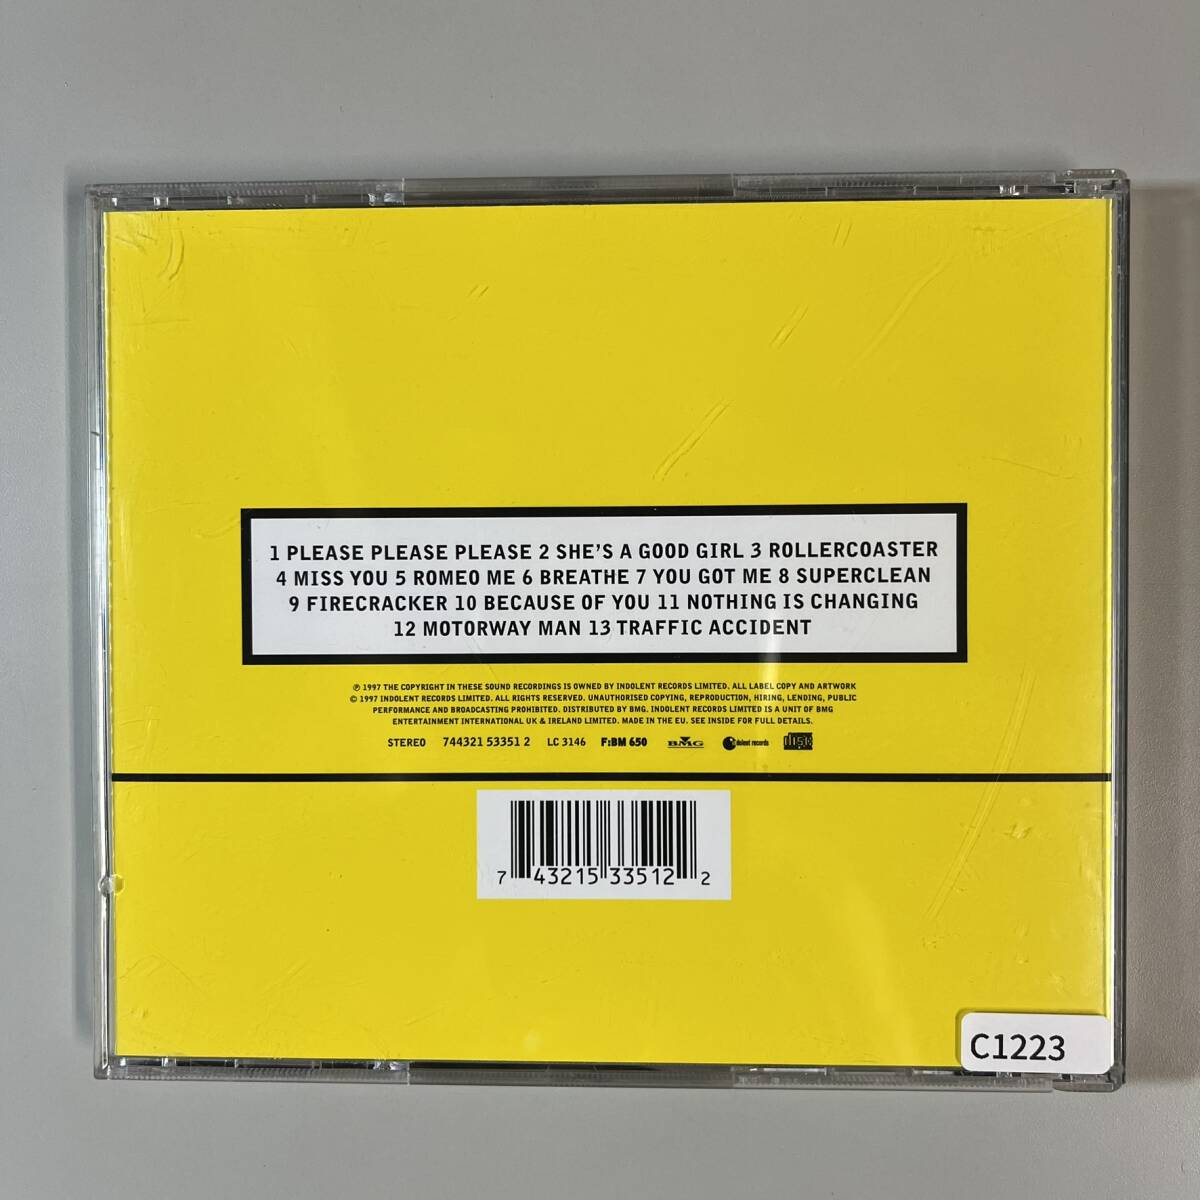 1 PLEASE PLEASE PLEASE 2 SHE'S A GOOD GIRL 3 ROLLERCOASTER
4 MISS YOU 5 ROMEO ME 6 BREATHE 7 YOU GOT ME 8 SUPERCLEAN
9 FIRECRACKER 10 BECAUSE OF YOU 11 NOTHING IS CHANGING
12 MOTORWAY MAN 13 TRAFFIC ACCIDENT
℗ 1997 THE COPYRIGHT IN THESE SOUND RECORDINGS IS OWNED BY INDOLENT RECORDS LIMITED. ALL LABEL COPY AND ARTWORK
© 1997 INDOLENT RECORDS LIMITED. ALL RIGHTS RESERVED. UNAUTHORISED COPYING, REPRODUCTION, HIRING, LENDING, PUBLIC
PERFORMANCE AND BROADCASTING PROHIBITED. DISTRIBUTED BY BMG. INDOLENT RECORDS LIMITED IS A UNIT OF BMG
ENTERTAINMENT INTERNATIONAL UK & IRELAND LIMITED. MADE IN THE EU. SEE INSIDE FOR FULL DETAILS.
STEREO 744321 53351 2 LC 3146 F:BM 650 BMG dolent records DISC
7 43215 33512 2
C1223